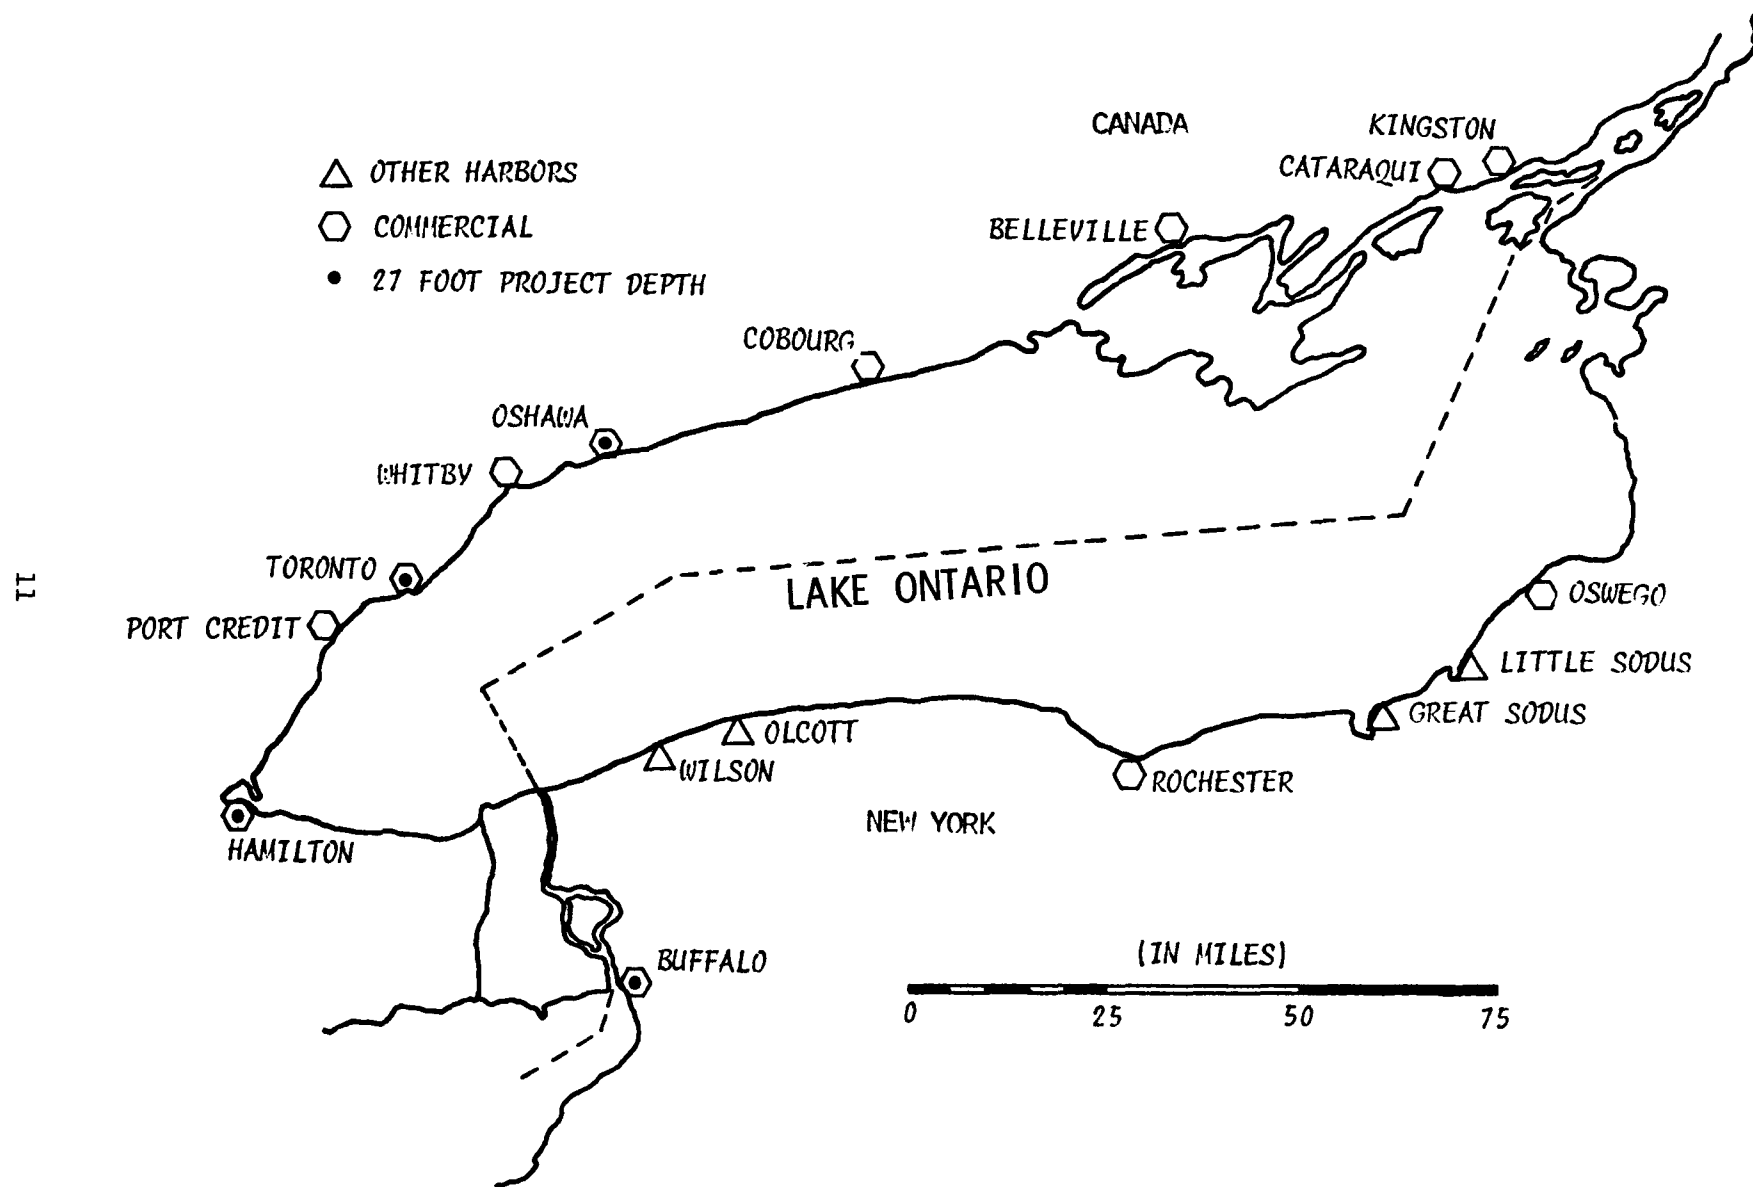 CANADA
KINGSTON
CATARAQUI
BELLEVILLE
OTHER HARBORS
COMMERCIAL
27 FOOT PROJECT DEPTH
COBOURG
OSHAWA
WHITBY
TORONTO
PORT CREDIT
LAKE ONTARIO
OSWEGO
LITTLE SODUS
GREAT SODUS
OLCOTT
WILSON
ROCHESTER
NEW YORK
HAMILTON
BUFFALO
(IN MILES)
0 25 50 75
11